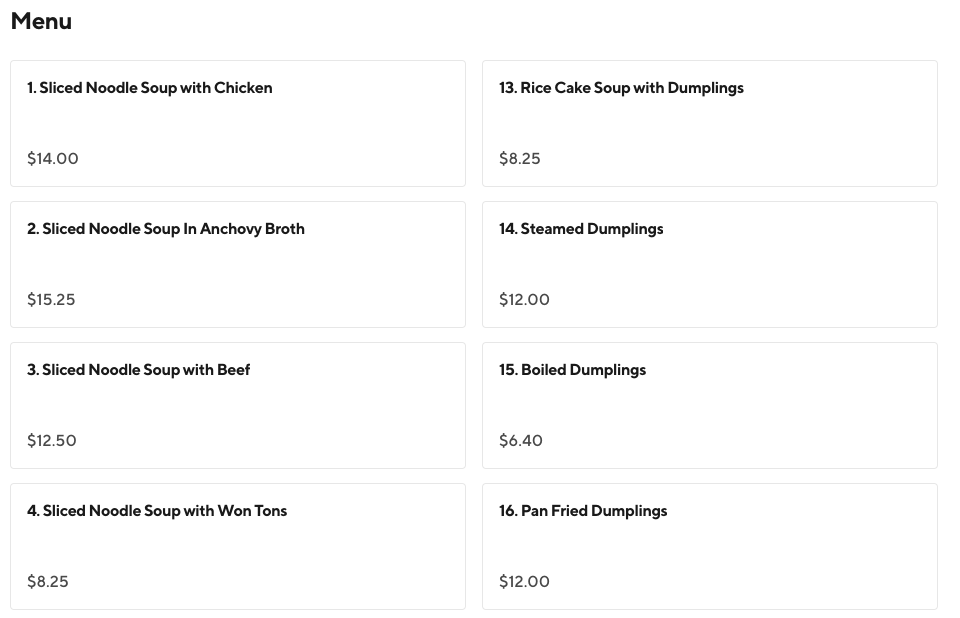 Menu
1. Sliced Noodle Soup with Chicken
$14.00
13. Rice Cake Soup with Dumplings
$8.25
2. Sliced Noodle Soup In Anchovy Broth
$15.25
14. Steamed Dumplings
$12.00
3. Sliced Noodle Soup with Beef
$12.50
15. Boiled Dumplings
$6.40
4. Sliced Noodle Soup with Won Tons
$8.25
16. Pan Fried Dumplings
$12.00